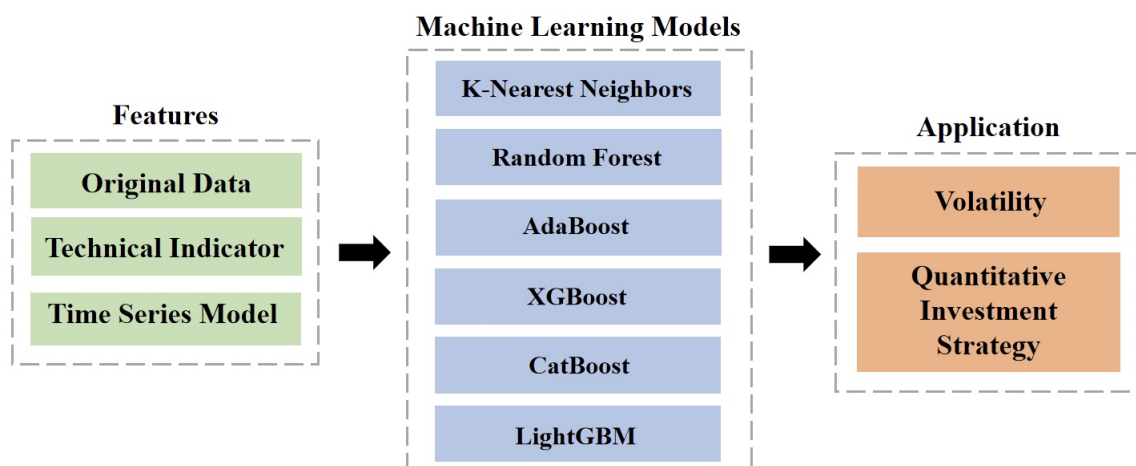 Machine Learning Models
K-Nearest Neighbors
Random Forest
AdaBoost
XGBoost
CatBoost
LightGBM
Features
Original Data
Technical Indicator
Time Series Model
Application
Volatility
Quantitative
Investment
Strategy